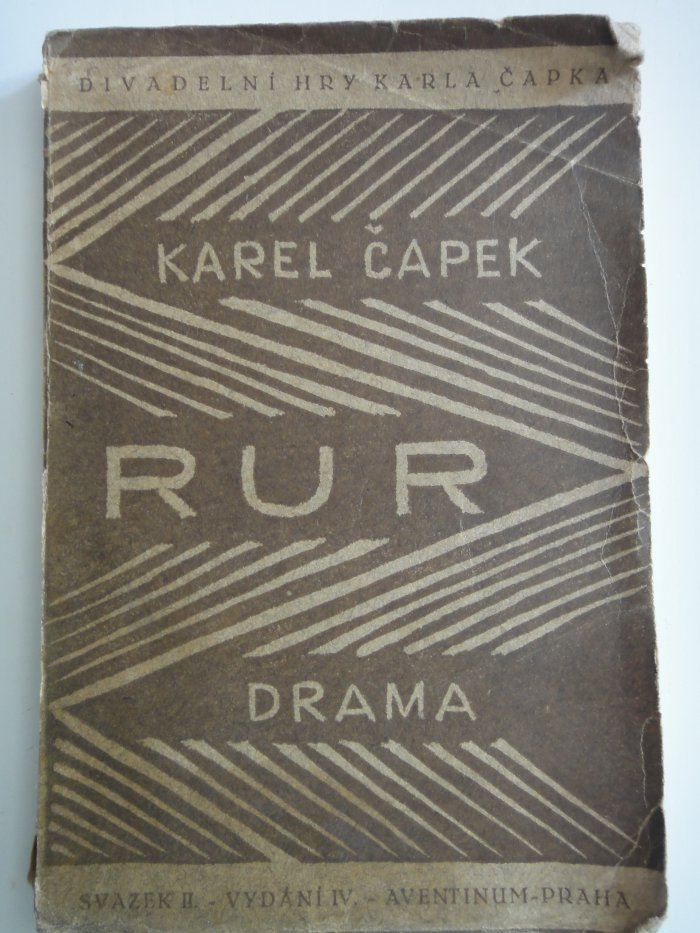 DIVADELNÍ HRY KARLA ČAPKA
KAREL ČAPEK
RUR
DRAMA
SVAZEK II. - VYDÁNÍ IV. - AVENTINUM-PRAHA